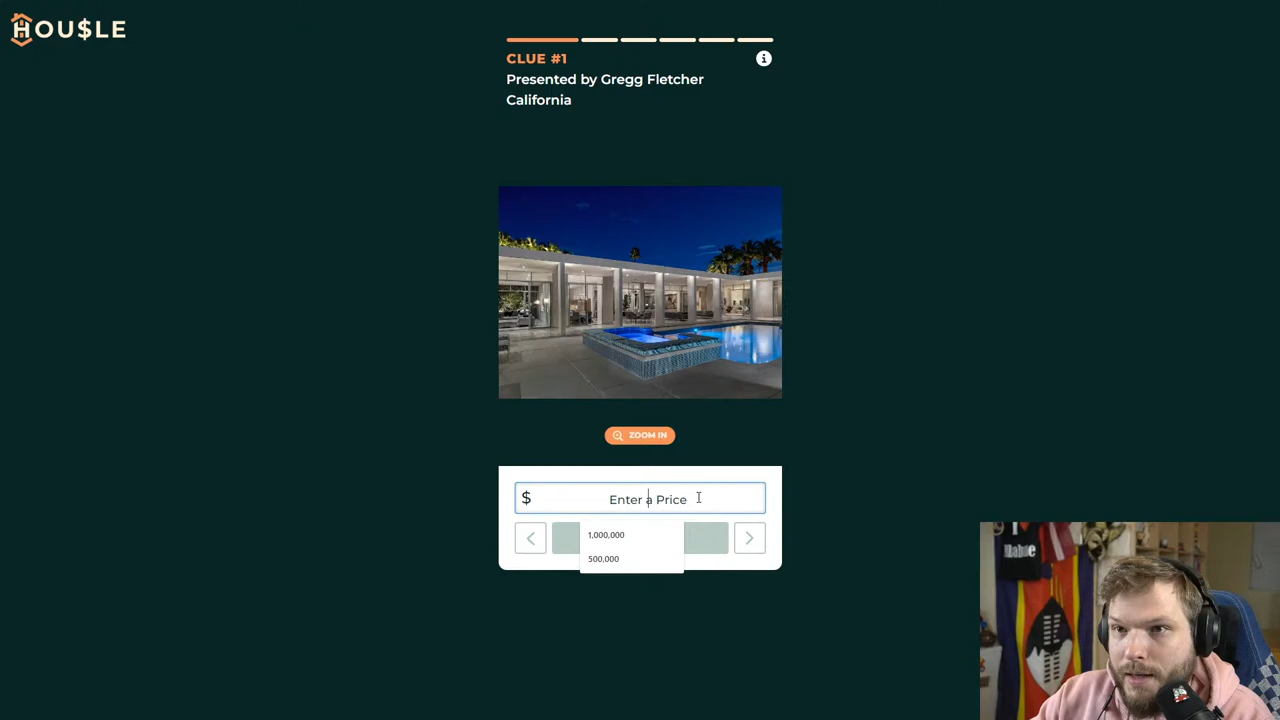 HOU$LE
CLUE #1
Presented by Gregg Fletcher
California
ZOOM IN
$ Enter a Price
1,000,000
500,000